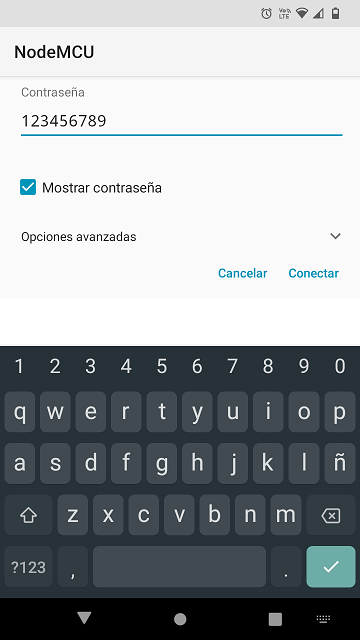 Vo
LTE
NodeMCU
Contraseña
123456789
Mostrar contraseña
Opciones avanzadas
Cancelar Conectar
1 2 3 4 5 6 7 8 9 0
q w e r t y u i o p
a s d f g h j k l ñ
z x c v b n m
?123 , .